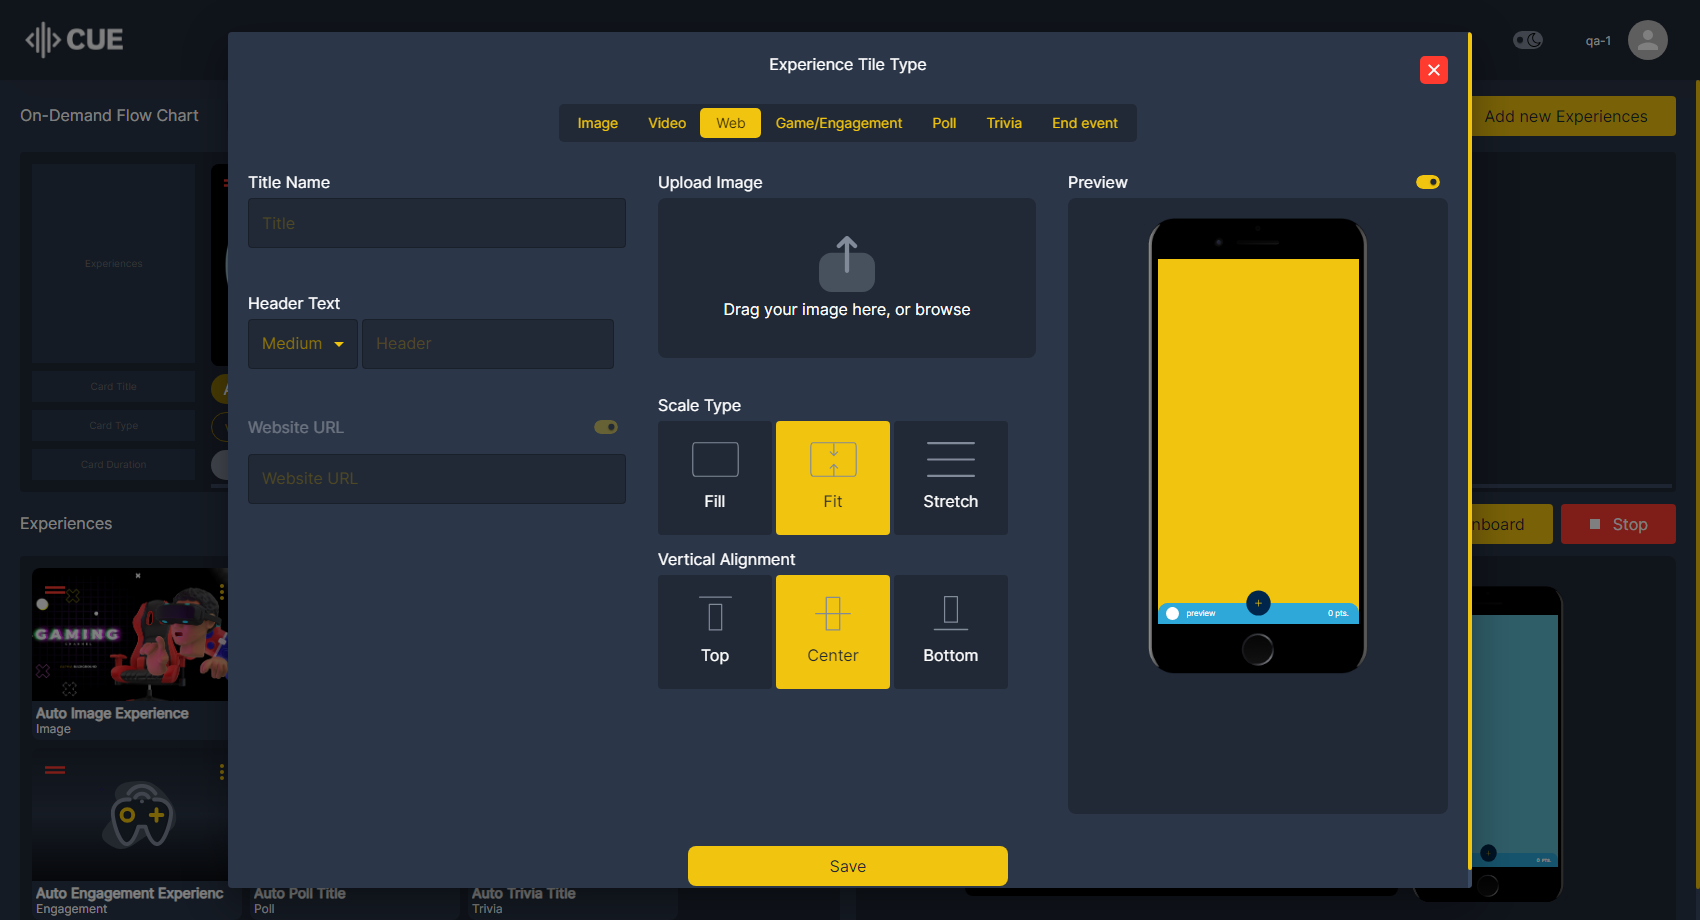 CUE
qa-1
On-Demand Flow Chart
Add new Experiences
Experiences
Card Title
Card Type
Card Duration
Experiences
nboard
Stop
GAMING
Auto Image Experience
Image
Auto Engagement Experienc
Engagement
Auto Poll Title
Poll
Auto Trivia Title
Trivia
0 pts.
Experience Tile Type
Image
Video
Web
Game/Engagement
Poll
Trivia
End event
Title Name
Title
Header Text
Medium
Header
Website URL
Website URL
Upload Image
Drag your image here, or browse
Scale Type
Fill
Fit
Stretch
Vertical Alignment
Top
Center
Bottom
Preview
preview
0 pts.
Save